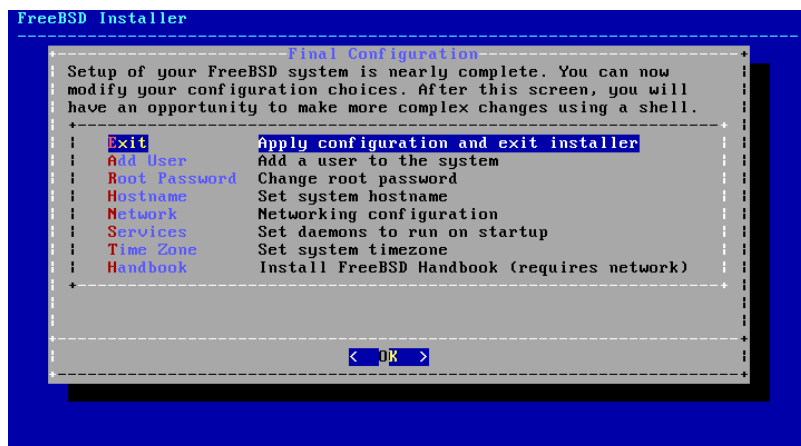 FreeBSD Installer
Final Configuration
Setup of your FreeBSD system is nearly complete. You can now
modify your configuration choices. After this screen, you will
have an opportunity to make more complex changes using a shell.
Exit Apply configuration and exit installer
Add User Add a user to the system
Root Password Change root password
Hostname Set system hostname
Network Networking configuration
Services Set daemons to run on startup
Time Zone Set system timezone
Handbook Install FreeBSD Handbook (requires network)
< OK >